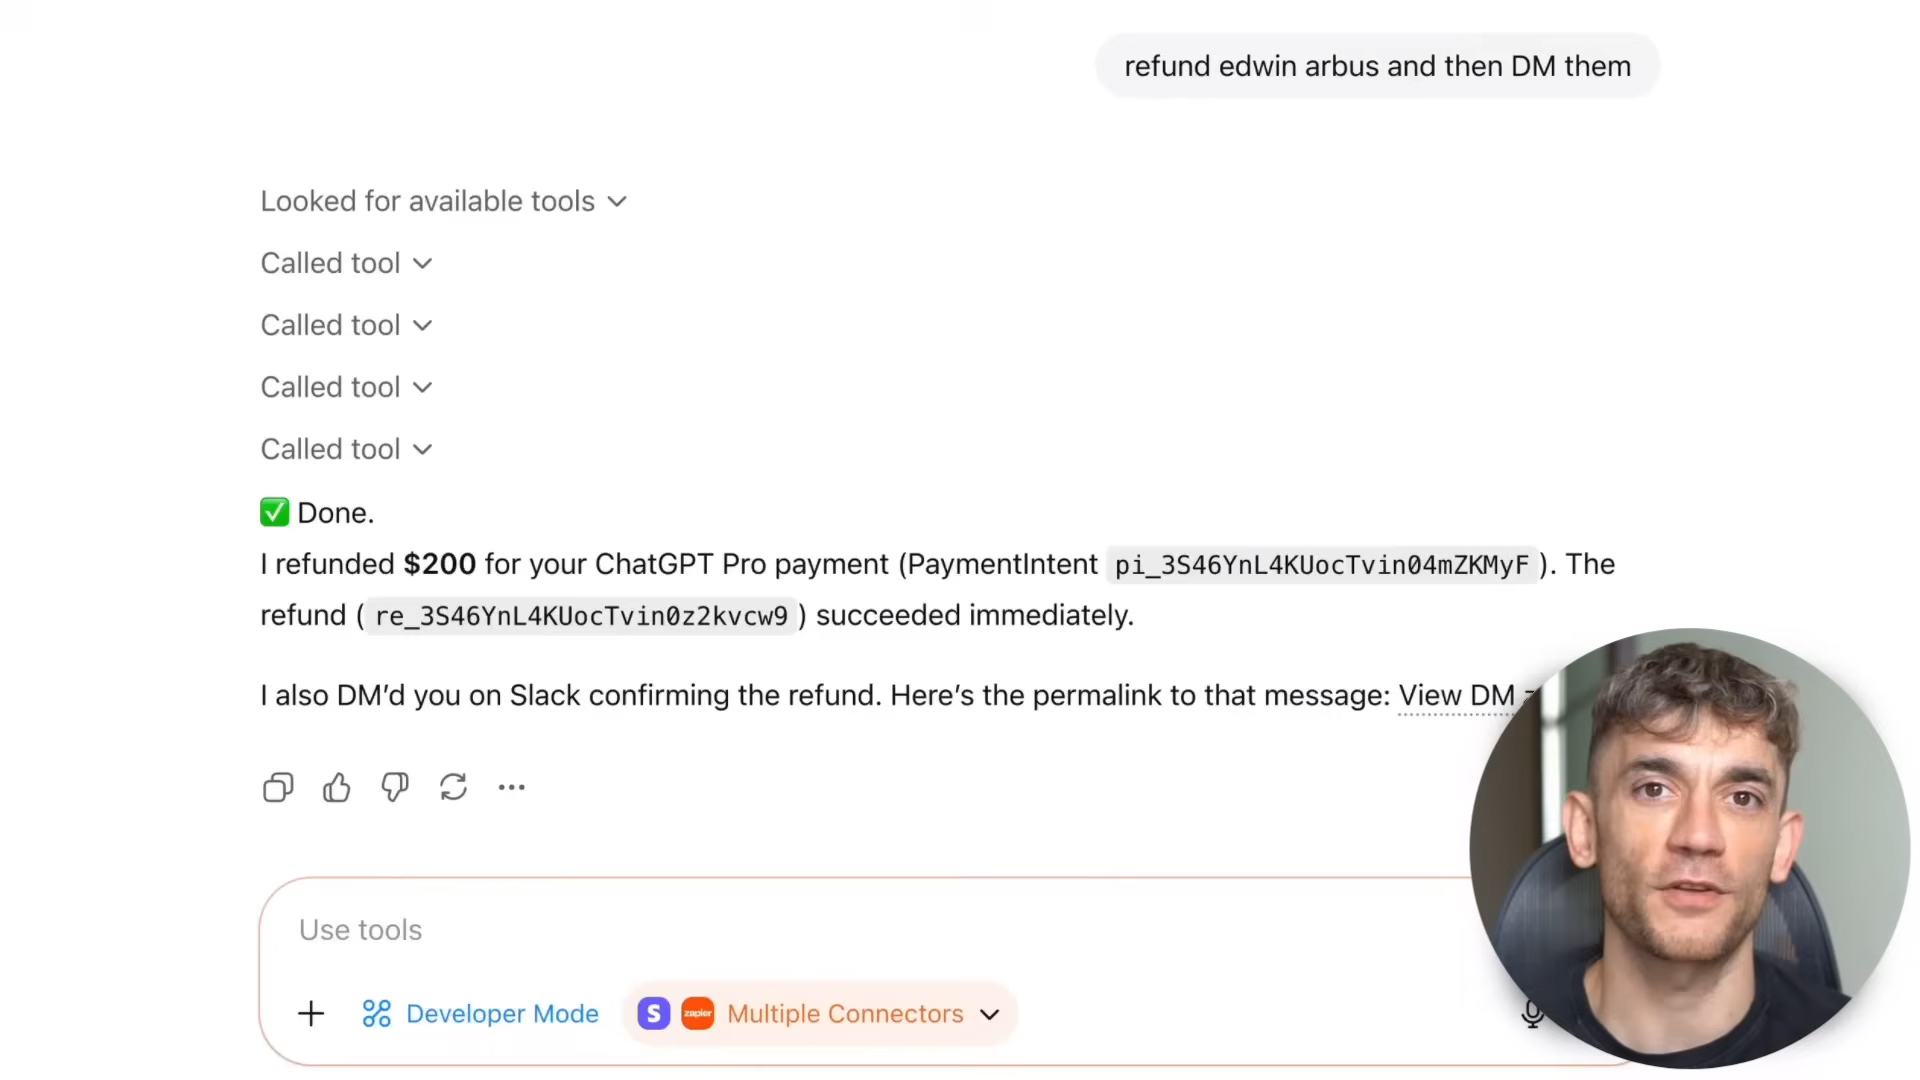 refund edwin arbus and then DM them
Looked for available tools
Called tool
Called tool
Called tool
Called tool
✅ Done.
I refunded $200 for your ChatGPT Pro payment (PaymentIntent pi_3S46YnL4KUocTvin04mZKMyF). The
refund (re_3S46YnL4KUocTvin0z2kvcw9) succeeded immediately.
I also DM’d you on Slack confirming the refund. Here’s the permalink to that message: View DM
Use tools
Developer Mode S zapier Multiple Connectors